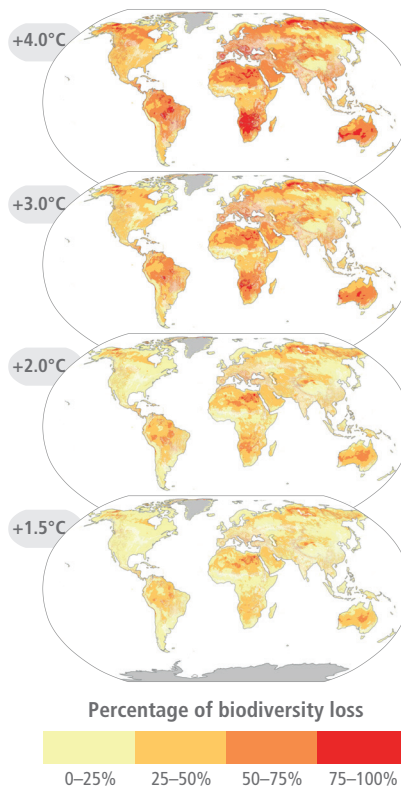 +4.0°C
+3.0°C
+2.0°C
+1.5°C
Percentage of biodiversity loss
0–25% 25–50% 50–75% 75–100%